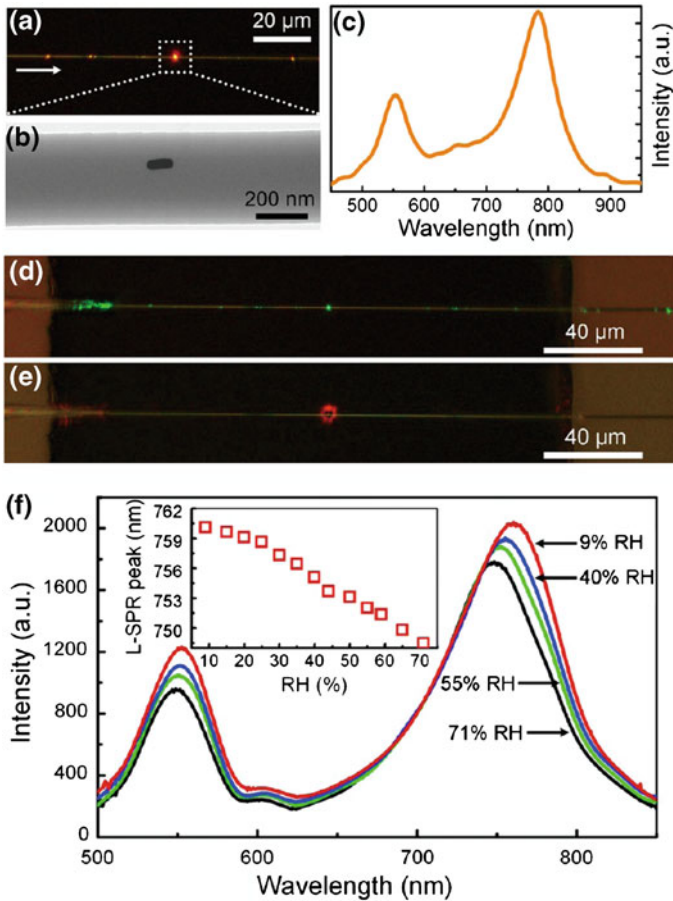 (a)
20 µm
(b)
200 nm
(c)
Intensity (a.u.)
500 600 700 800 900
Wavelength (nm)
(d)
40 µm
(e)
40 µm
(f)
2000
1600
1200
800
400
0
Intensity (a.u.)
500 600 700 800
Wavelength (nm)
762
759
756
753
750
L-SPR peak (nm)
10 20 30 40 50 60 70
RH (%)
9% RH
40% RH
55% RH
71% RH